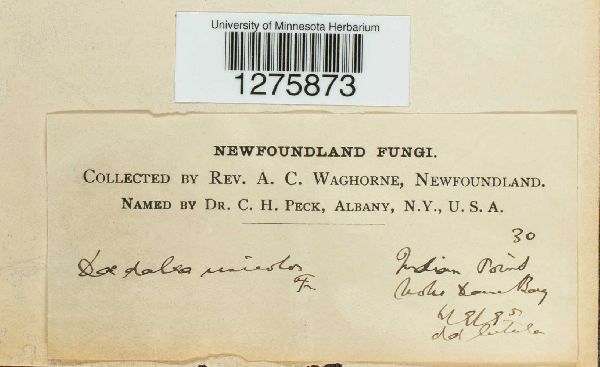 University of Minnesota Herbarium
1275873
NEWFOUNDLAND FUNGI.
COLLECTED BY REV. A. C. WAGHORNE, NEWFOUNDLAND.
NAMED BY DR. C. H. PECK, ALBANY, N.Y., U. S. A.
30
Daedalea unicolor
Fr.
Indian Point
Notre Dame Bay